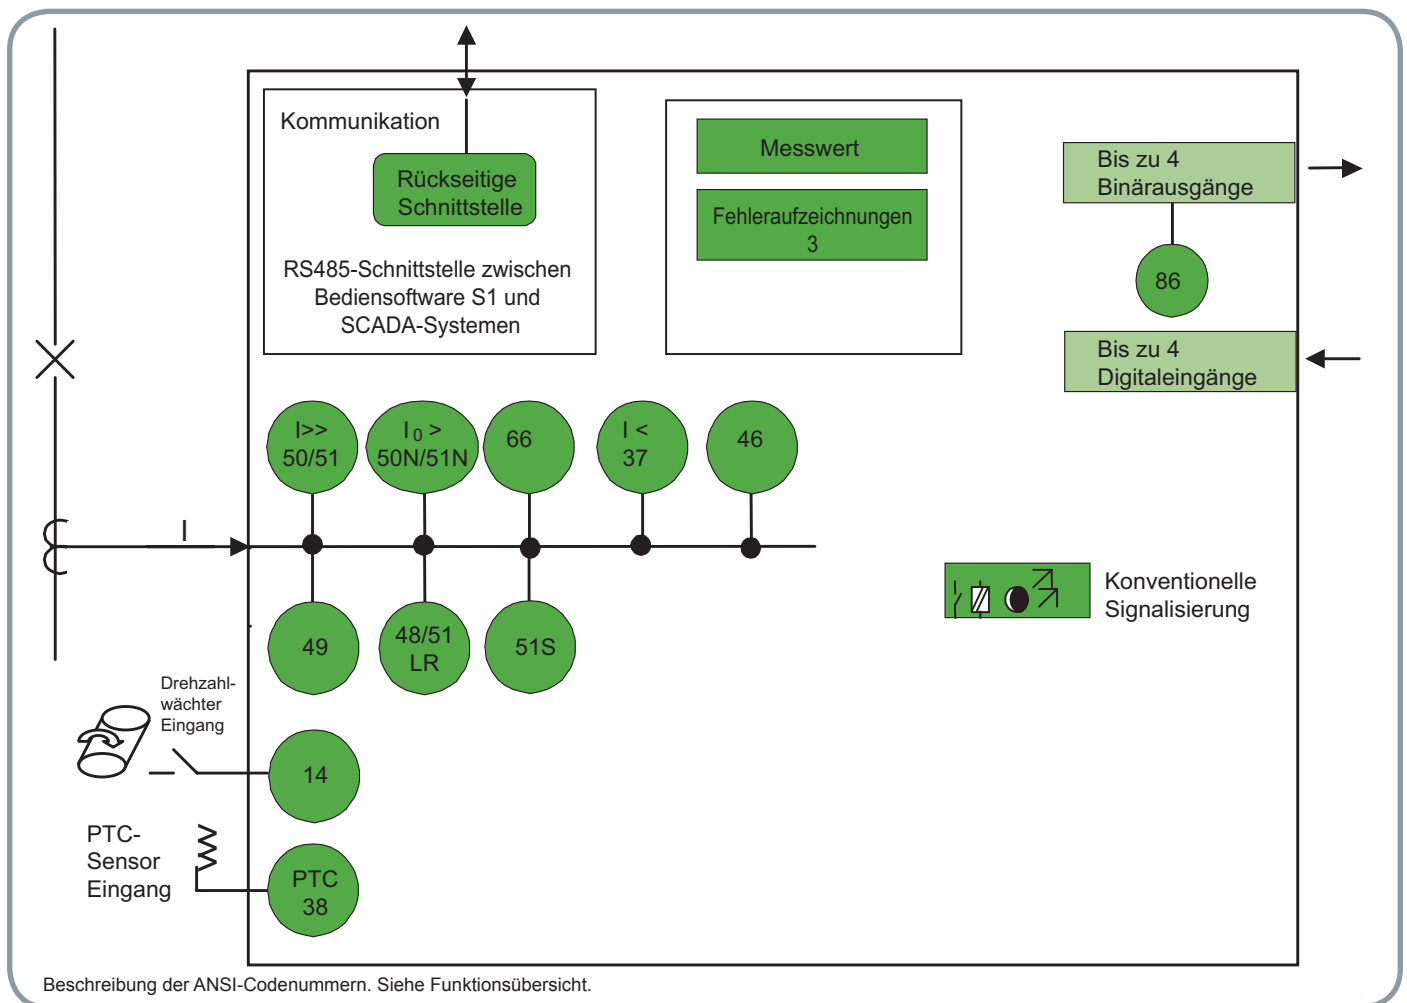 Kommunikation
Rückseitige
Schnittstelle
RS485-Schnittstelle zwischen
Bediensoftware S1 und
SCADA-Systemen
Messwert
Fehleraufzeichnungen
3
Bis zu 4
Binärausgänge
86
Bis zu 4
Digitaleingänge
I>>
50/51
I0 >
50N/51N
66
I <
37
46
I
49
48/51
LR
51S
Konventionelle
Signalisierung
Drehzahl-
wächter
Eingang
14
PTC-
Sensor
Eingang
PTC
38
Beschreibung der ANSI-Codenummern. Siehe Funktionsübersicht.